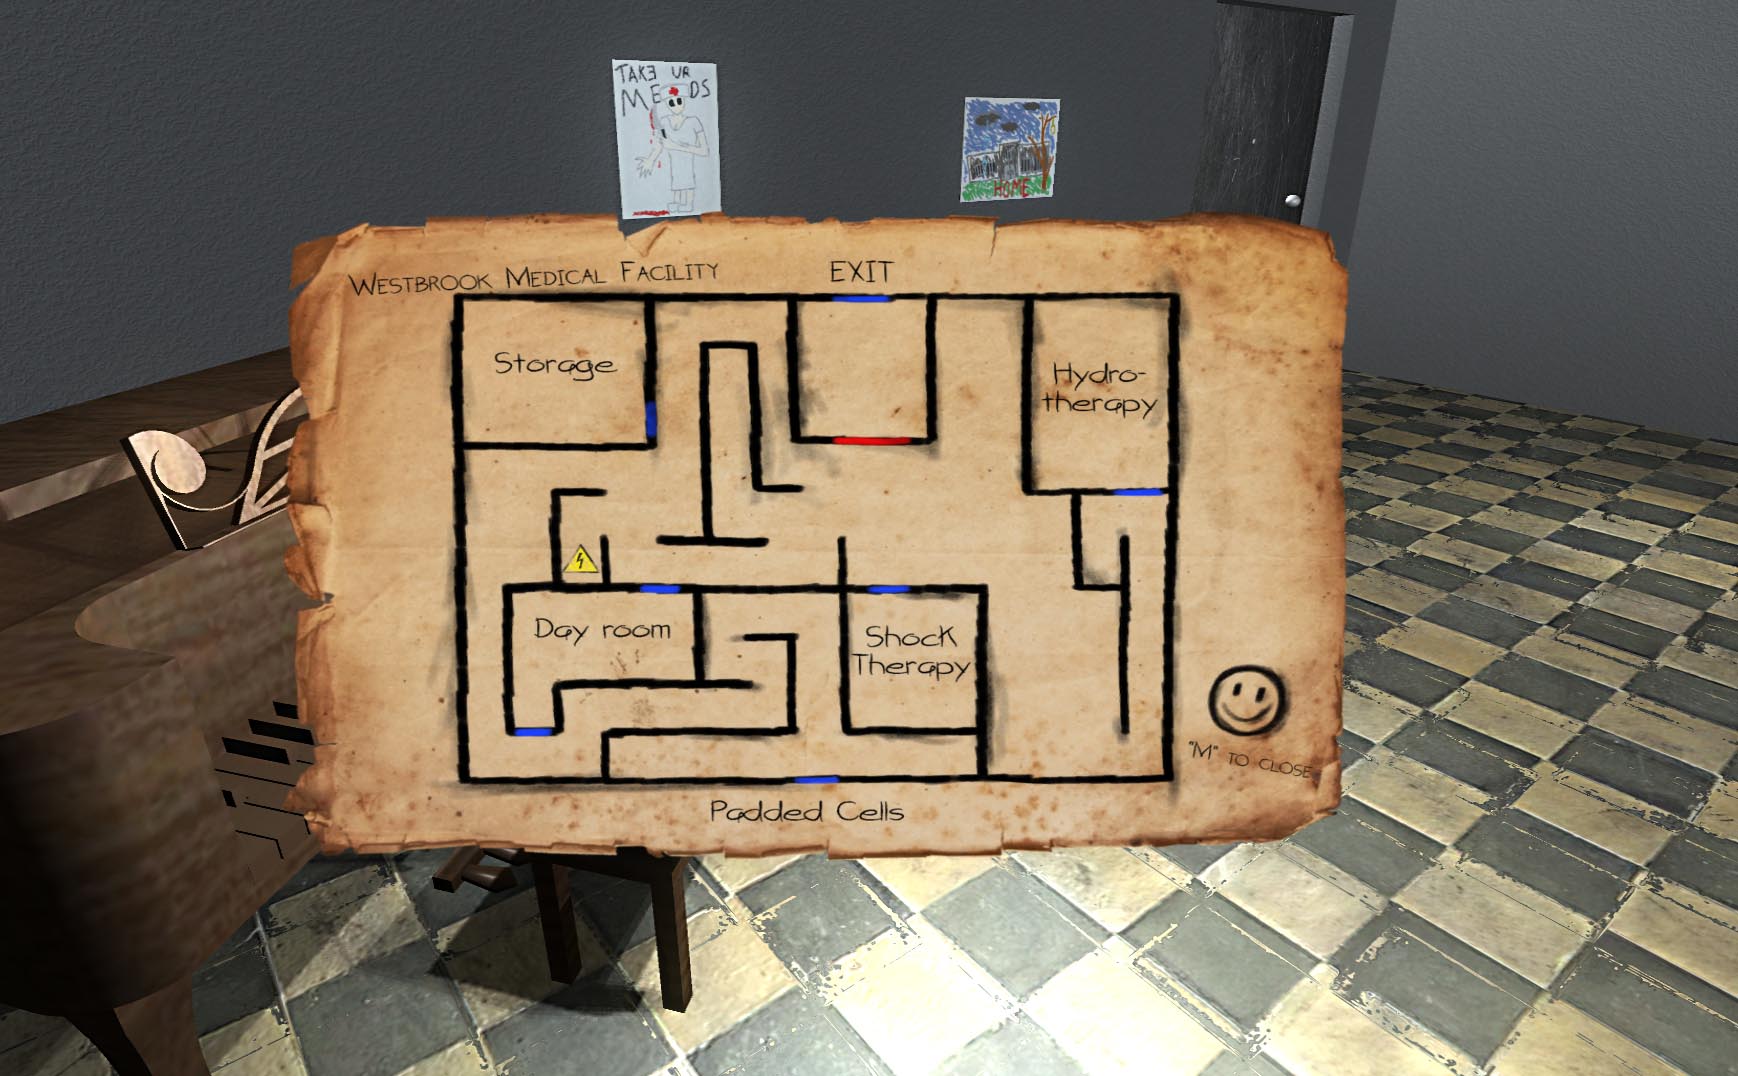 TAKE UR
MEDS
HOME
WESTBROOK MEDICAL FACILITY
EXIT
Storage
Hydro-
therapy
Day room
Shock
Therapy
"M" TO CLOSE
Padded Cells